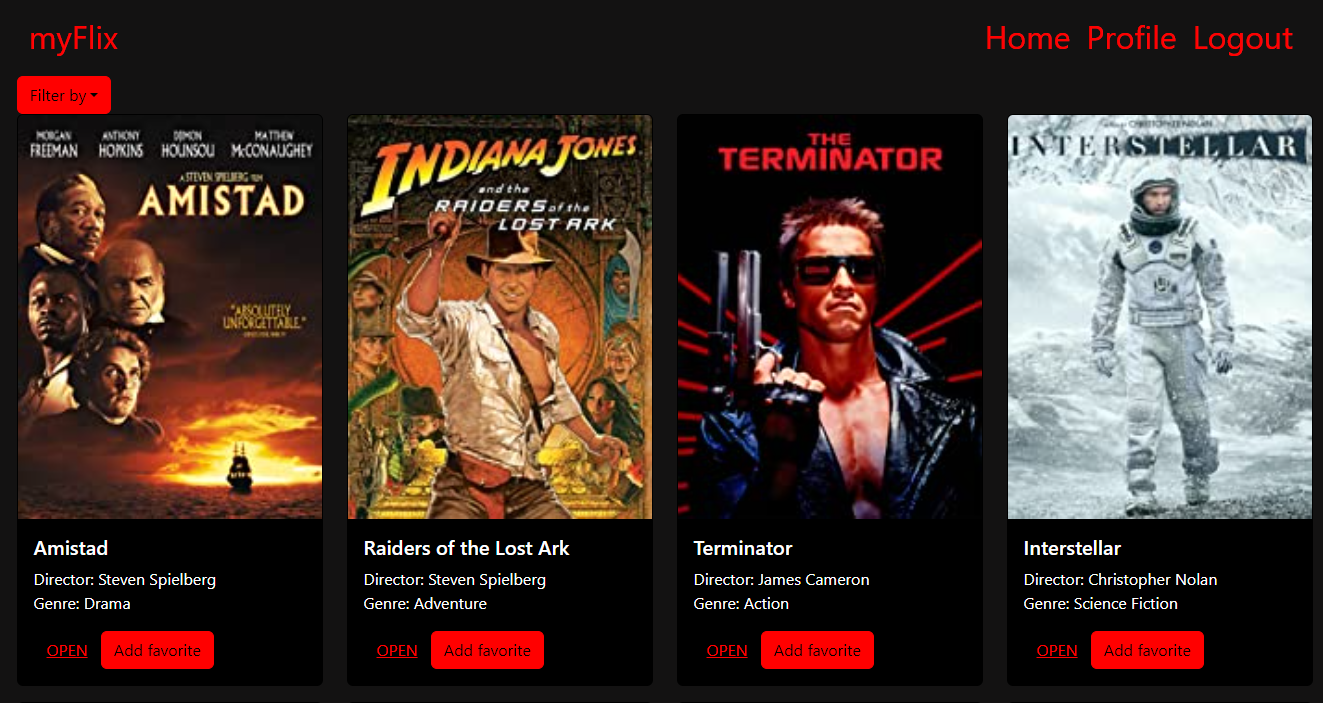 myFlix
Home Profile Logout
Filter by
MORGAN FREEMAN ANTHONY HOPKINS DJIMON HOUNSOU MATTHEW McCONAUGHEY
A STEVEN SPIELBERG FILM
AMISTAD
"ABSOLUTELY
UNFORGETTABLE."
INDIANA JONES
and the
RAIDERS of the
LOST ARK
THE
TERMINATOR
CHRISTOPHER NOLAN
INTERSTELLAR
Amistad
Director: Steven Spielberg
Genre: Drama
OPEN Add favorite
Raiders of the Lost Ark
Director: Steven Spielberg
Genre: Adventure
OPEN Add favorite
Terminator
Director: James Cameron
Genre: Action
OPEN Add favorite
Interstellar
Director: Christopher Nolan
Genre: Science Fiction
OPEN Add favorite